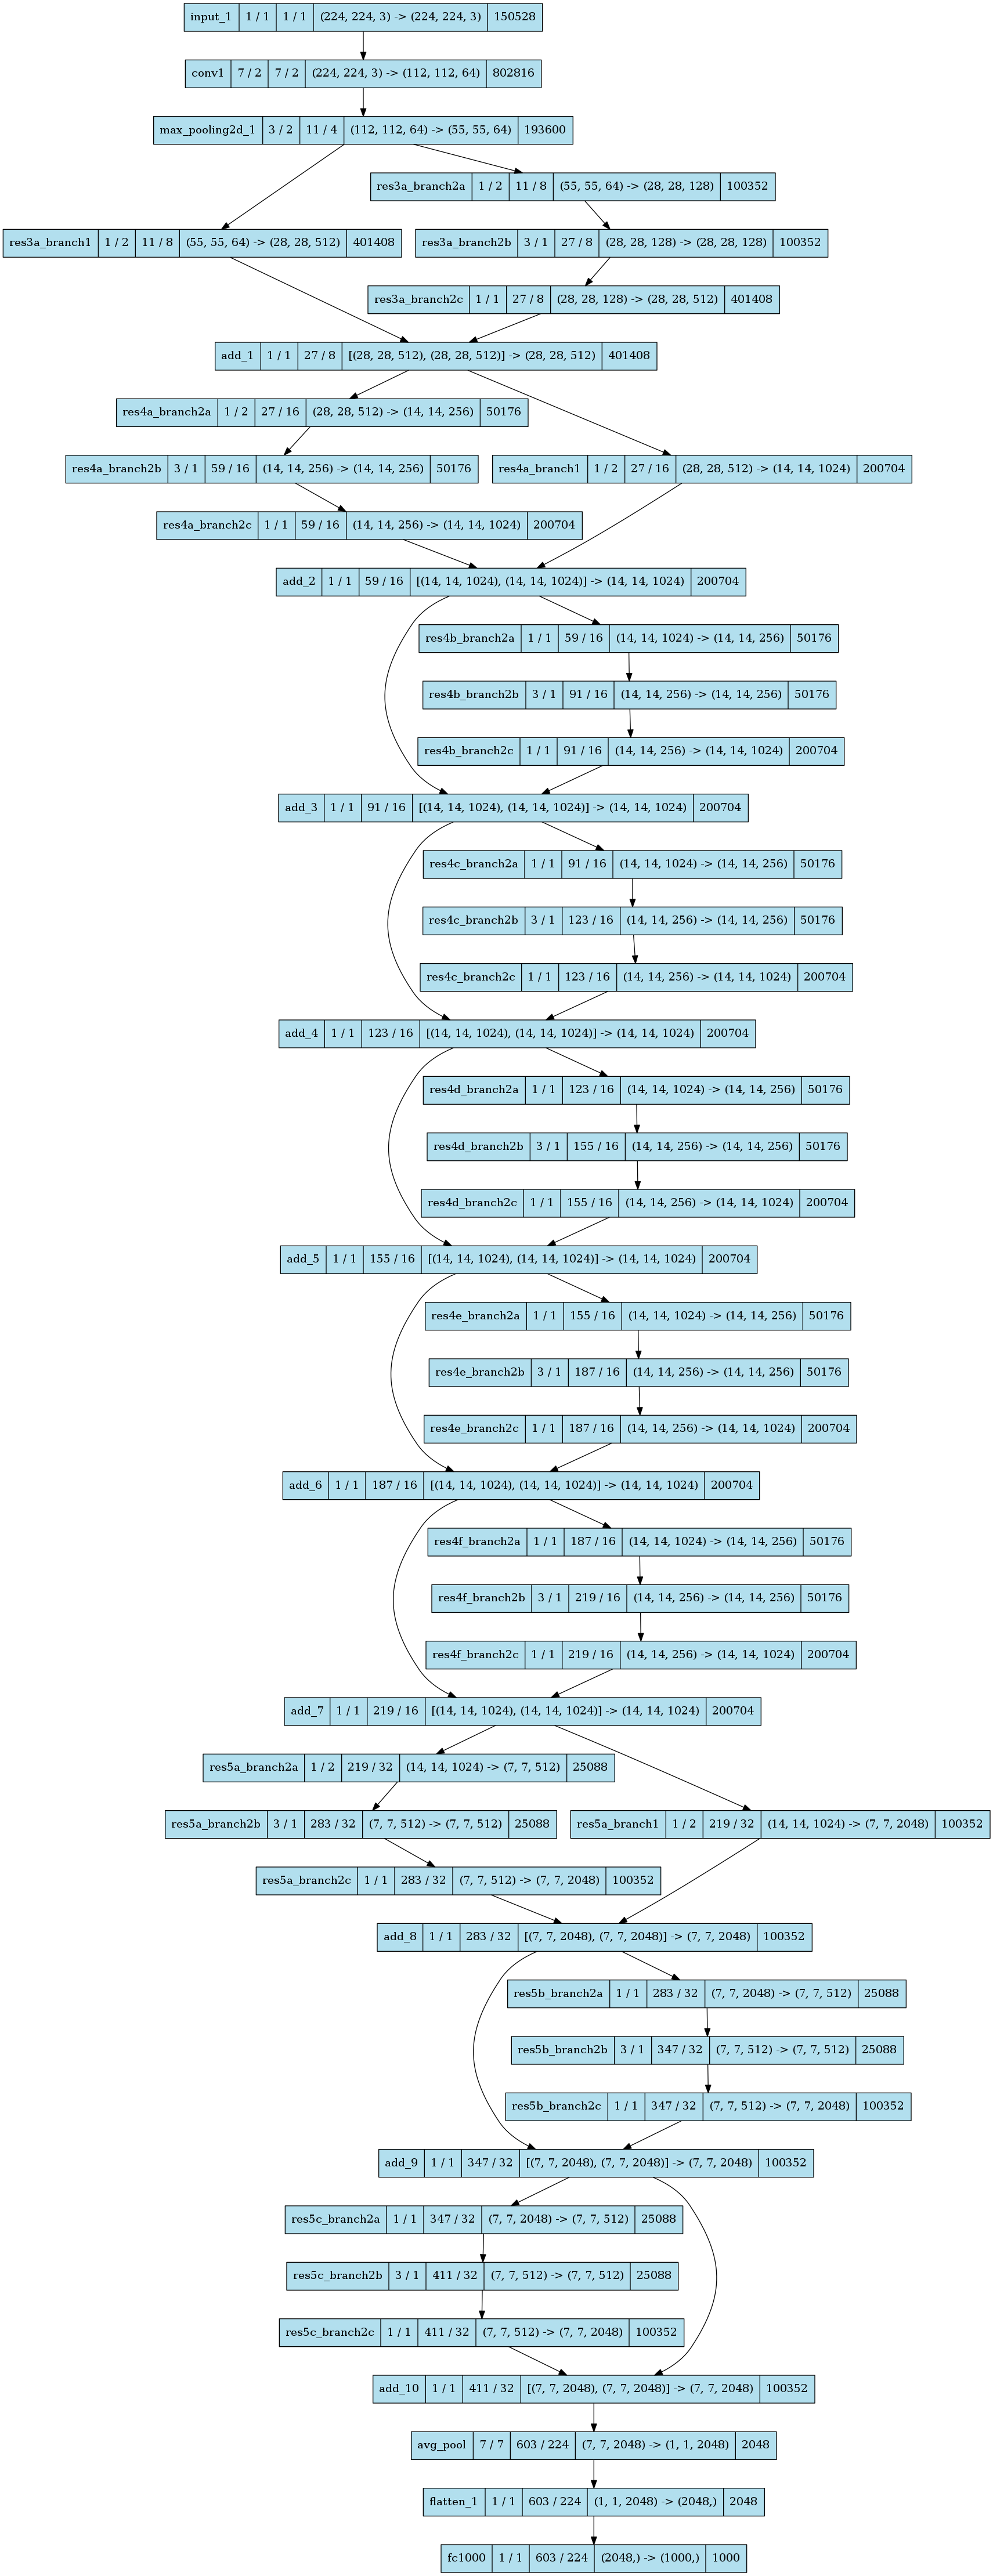 input_1 1 / 1 1 / 1 (224, 224, 3) -> (224, 224, 3) 150528
conv1 7 / 2 7 / 2 (224, 224, 3) -> (112, 112, 64) 802816
max_pooling2d_1 3 / 2 11 / 4 (112, 112, 64) -> (55, 55, 64) 193600
res3a_branch2a 1 / 2 11 / 8 (55, 55, 64) -> (28, 28, 128) 100352
res3a_branch1 1 / 2 11 / 8 (55, 55, 64) -> (28, 28, 512) 401408
res3a_branch2b 3 / 1 27 / 8 (28, 28, 128) -> (28, 28, 128) 100352
res3a_branch2c 1 / 1 27 / 8 (28, 28, 128) -> (28, 28, 512) 401408
add_1 1 / 1 27 / 8 [(28, 28, 512), (28, 28, 512)] -> (28, 28, 512) 401408
res4a_branch2a 1 / 2 27 / 16 (28, 28, 512) -> (14, 14, 256) 50176
res4a_branch2b 3 / 1 59 / 16 (14, 14, 256) -> (14, 14, 256) 50176
res4a_branch1 1 / 2 27 / 16 (28, 28, 512) -> (14, 14, 1024) 200704
res4a_branch2c 1 / 1 59 / 16 (14, 14, 256) -> (14, 14, 1024) 200704
add_2 1 / 1 59 / 16 [(14, 14, 1024), (14, 14, 1024)] -> (14, 14, 1024) 200704
res4b_branch2a 1 / 1 59 / 16 (14, 14, 1024) -> (14, 14, 256) 50176
res4b_branch2b 3 / 1 91 / 16 (14, 14, 256) -> (14, 14, 256) 50176
res4b_branch2c 1 / 1 91 / 16 (14, 14, 256) -> (14, 14, 1024) 200704
add_3 1 / 1 91 / 16 [(14, 14, 1024), (14, 14, 1024)] -> (14, 14, 1024) 200704
res4c_branch2a 1 / 1 91 / 16 (14, 14, 1024) -> (14, 14, 256) 50176
res4c_branch2b 3 / 1 123 / 16 (14, 14, 256) -> (14, 14, 256) 50176
res4c_branch2c 1 / 1 123 / 16 (14, 14, 256) -> (14, 14, 1024) 200704
add_4 1 / 1 123 / 16 [(14, 14, 1024), (14, 14, 1024)] -> (14, 14, 1024) 200704
res4d_branch2a 1 / 1 123 / 16 (14, 14, 1024) -> (14, 14, 256) 50176
res4d_branch2b 3 / 1 155 / 16 (14, 14, 256) -> (14, 14, 256) 50176
res4d_branch2c 1 / 1 155 / 16 (14, 14, 256) -> (14, 14, 1024) 200704
add_5 1 / 1 155 / 16 [(14, 14, 1024), (14, 14, 1024)] -> (14, 14, 1024) 200704
res4e_branch2a 1 / 1 155 / 16 (14, 14, 1024) -> (14, 14, 256) 50176
res4e_branch2b 3 / 1 187 / 16 (14, 14, 256) -> (14, 14, 256) 50176
res4e_branch2c 1 / 1 187 / 16 (14, 14, 256) -> (14, 14, 1024) 200704
add_6 1 / 1 187 / 16 [(14, 14, 1024), (14, 14, 1024)] -> (14, 14, 1024) 200704
res4f_branch2a 1 / 1 187 / 16 (14, 14, 1024) -> (14, 14, 256) 50176
res4f_branch2b 3 / 1 219 / 16 (14, 14, 256) -> (14, 14, 256) 50176
res4f_branch2c 1 / 1 219 / 16 (14, 14, 256) -> (14, 14, 1024) 200704
add_7 1 / 1 219 / 16 [(14, 14, 1024), (14, 14, 1024)] -> (14, 14, 1024) 200704
res5a_branch2a 1 / 2 219 / 32 (14, 14, 1024) -> (7, 7, 512) 25088
res5a_branch2b 3 / 1 283 / 32 (7, 7, 512) -> (7, 7, 512) 25088
res5a_branch1 1 / 2 219 / 32 (14, 14, 1024) -> (7, 7, 2048) 100352
res5a_branch2c 1 / 1 283 / 32 (7, 7, 512) -> (7, 7, 2048) 100352
add_8 1 / 1 283 / 32 [(7, 7, 2048), (7, 7, 2048)] -> (7, 7, 2048) 100352
res5b_branch2a 1 / 1 283 / 32 (7, 7, 2048) -> (7, 7, 512) 25088
res5b_branch2b 3 / 1 347 / 32 (7, 7, 512) -> (7, 7, 512) 25088
res5b_branch2c 1 / 1 347 / 32 (7, 7, 512) -> (7, 7, 2048) 100352
add_9 1 / 1 347 / 32 [(7, 7, 2048), (7, 7, 2048)] -> (7, 7, 2048) 100352
res5c_branch2a 1 / 1 347 / 32 (7, 7, 2048) -> (7, 7, 512) 25088
res5c_branch2b 3 / 1 411 / 32 (7, 7, 512) -> (7, 7, 512) 25088
res5c_branch2c 1 / 1 411 / 32 (7, 7, 512) -> (7, 7, 2048) 100352
add_10 1 / 1 411 / 32 [(7, 7, 2048), (7, 7, 2048)] -> (7, 7, 2048) 100352
avg_pool 7 / 7 603 / 224 (7, 7, 2048) -> (1, 1, 2048) 2048
flatten_1 1 / 1 603 / 224 (1, 1, 2048) -> (2048,) 2048
fc1000 1 / 1 603 / 224 (2048,) -> (1000,) 1000